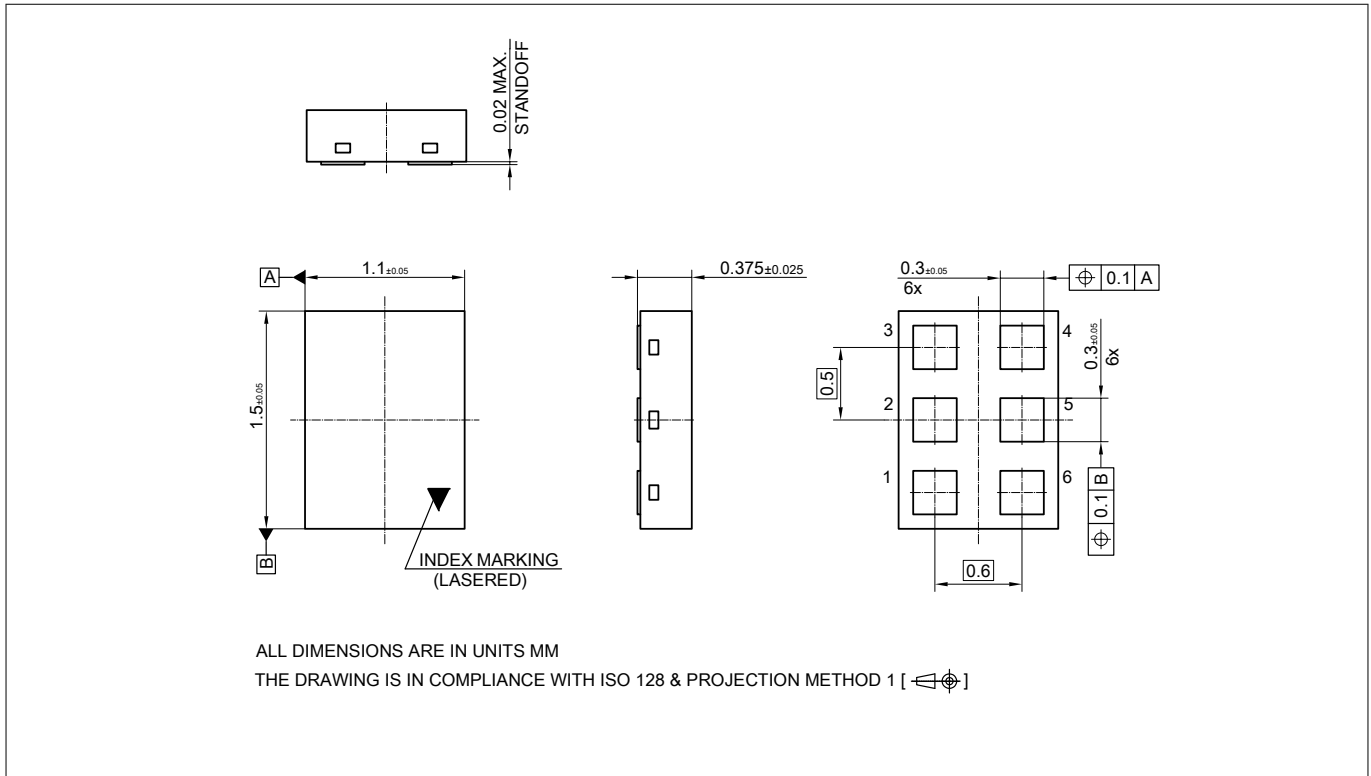 0.02 MAX.
STANDOFF
A
1.1±0.05
0.375±0.025
0.3±0.05
6x
⌖ 0.1 A
1.5±0.05
3
4
0.3±0.05
6x
0.5
2
5
1
6
⌖ 0.1 B
B
INDEX MARKING
(LASERED)
0.6
ALL DIMENSIONS ARE IN UNITS MM
THE DRAWING IS IN COMPLIANCE WITH ISO 128 & PROJECTION METHOD 1 [ ]